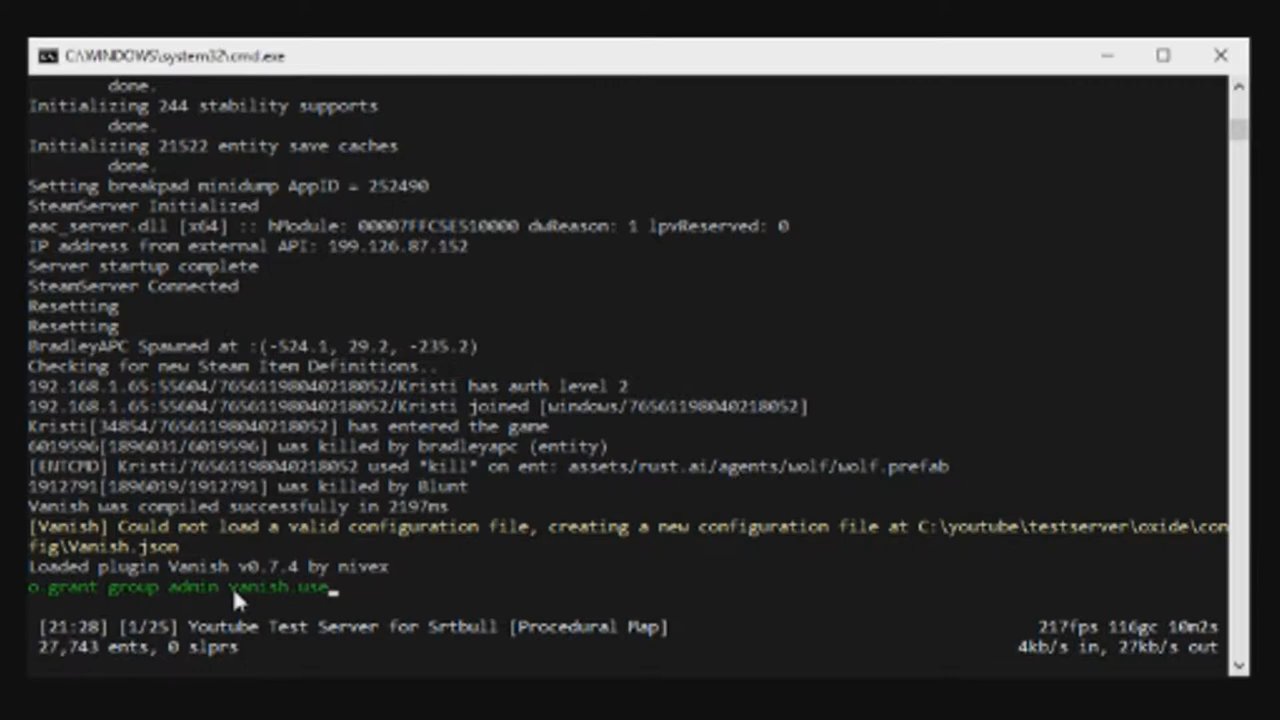 C:\WINDOWS\system32\cmd.exe
done.
Initializing 244 stability supports
done.
Initializing 21522 entity save caches
done.
Setting breakpad minidump AppID = 252490
SteamServer Initialized
eac_server.dll [x64] :: hModule: 00007FFC5E510000 dwReason: 1 lpvReserved: 0
IP address from external API: 199.126.87.152
Server startup complete
SteamServer Connected
Resetting
Resetting
BradleyAPC Spawned at :(-524.1, 29.2, -235.2)
Checking for new Steam Item Definitions..
192.168.1.65:55604/76561198040218052/Kristi has auth level 2
192.168.1.65:55604/76561198040218052/Kristi joined [windows/76561198040218052]
Kristi[34854/76561198040218052] has entered the game
6019596[1896031/6019596] was killed by bradleyapc (entity)
[ENTCMD] Kristi/76561198040218052 used *kill* on ent: assets/rust.ai/agents/wolf/wolf.prefab
1912791[1896019/1912791] was killed by Blunt
Vanish was compiled successfully in 2197ms
[Vanish] Could not load a valid configuration file, creating a new configuration file at C:\youtube\testserver\oxide\con
fig\Vanish.json
Loaded plugin Vanish v0.7.4 by nivex
o.grant group admin vanish.use
[21:28] [1/25] Youtube Test Server for Srtbull [Procedural Map] 217fps 116gc 10m2s
27,743 ents, 0 slprs 4kb/s in, 27kb/s out